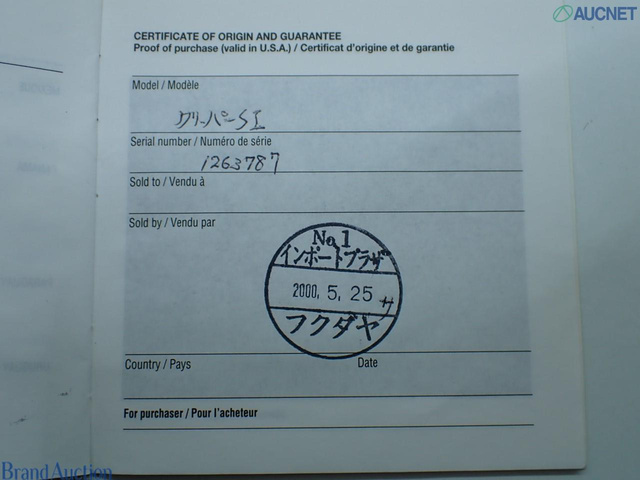 AUCNET
CERTIFICATE OF ORIGIN AND GUARANTEE
Proof of purchase (valid in U.S.A.) / Certificat d'origine et de garantie
Model / Modèle
クリーパーSI
Serial number / Numéro de série
1263787
Sold to / Vendu à
Sold by / Vendu par
No.1
インポートプラザ
2000. 5. 25 サ
フクダヤ
Country / Pays
Date
For purchaser / Pour l'acheteur
Brand Auction